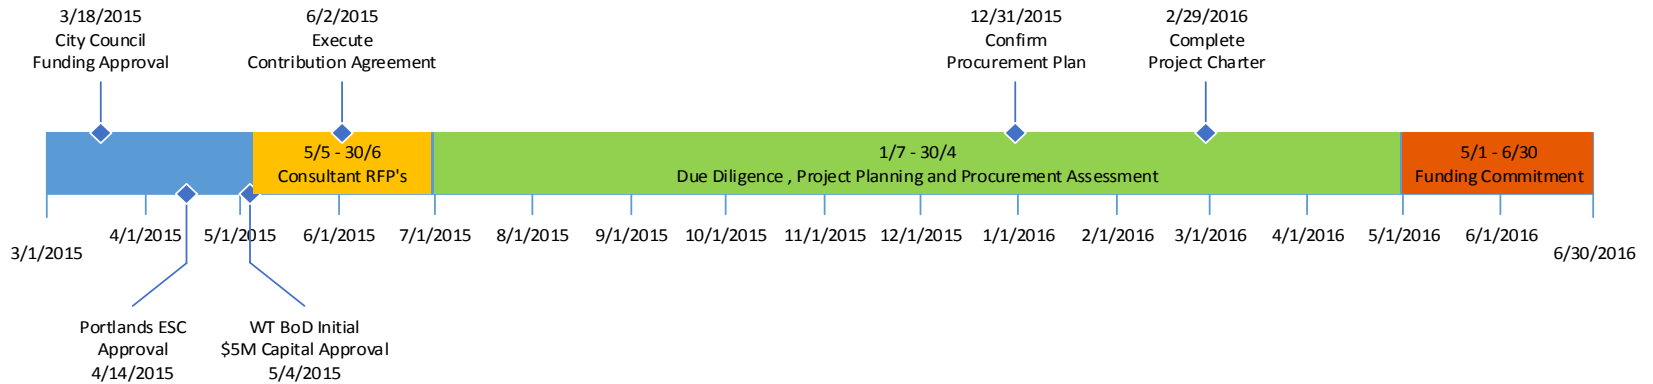 3/18/2015
City Council
Funding Approval
6/2/2015
Execute
Contribution Agreement
12/31/2015
Confirm
Procurement Plan
2/29/2016
Complete
Project Charter
5/5 - 30/6
Consultant RFP's
1/7 - 30/4
Due Diligence , Project Planning and Procurement Assessment
5/1 - 6/30
Funding Commitment
3/1/2015
4/1/2015
5/1/2015
6/1/2015
7/1/2015
8/1/2015
9/1/2015
10/1/2015
11/1/2015
12/1/2015
1/1/2016
2/1/2016
3/1/2016
4/1/2016
5/1/2016
6/1/2016
6/30/2016
Portlands ESC
Approval
4/14/2015
WT BoD Initial
$5M Capital Approval
5/4/2015